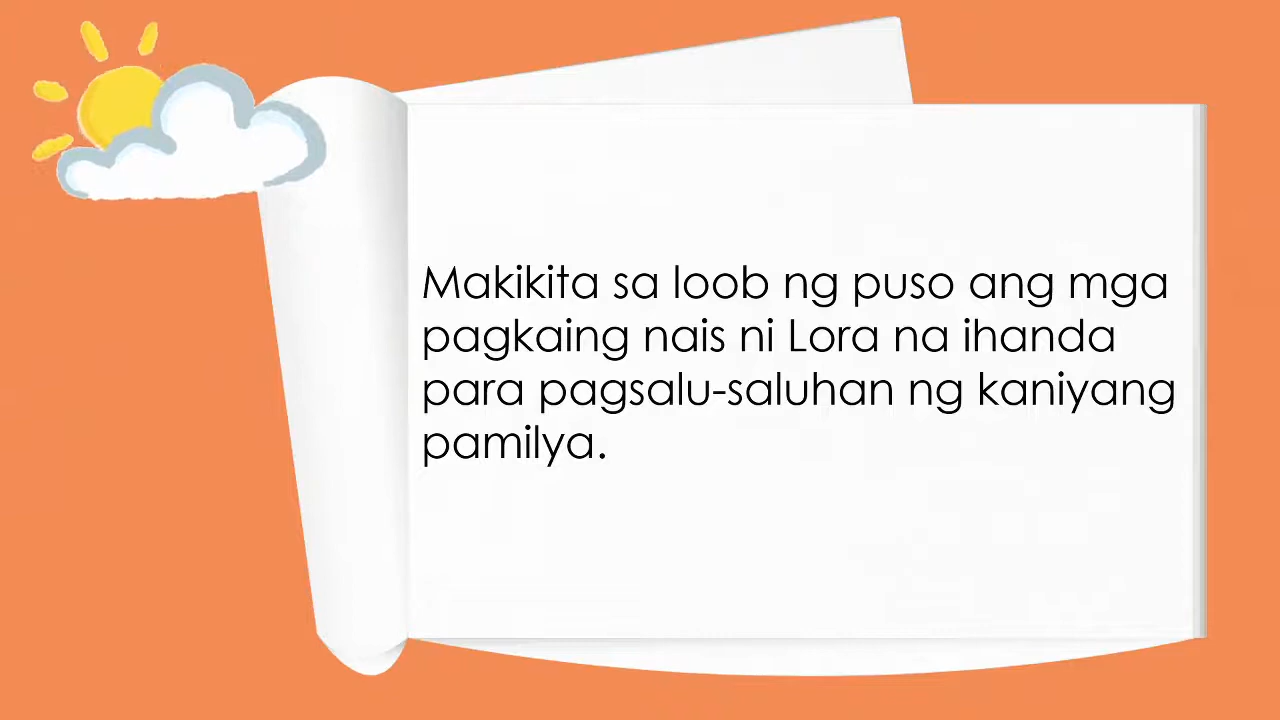 Makikita sa loob ng puso ang mga
pagkaing nais ni Lora na ihanda
para pagsalu-saluhan ng kaniyang
pamilya.